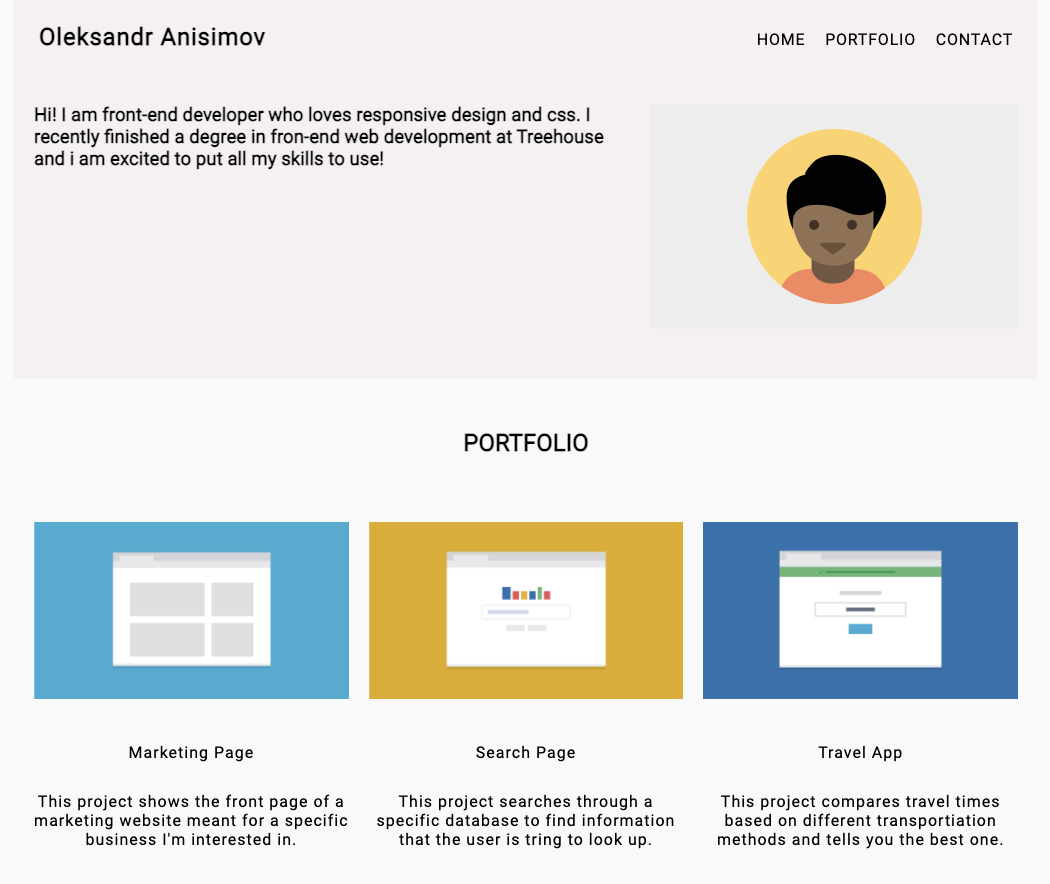 Oleksandr Anisimov
HOME PORTFOLIO CONTACT
Hi! I am front-end developer who loves responsive design and css. I
recently finished a degree in fron-end web development at Treehouse
and i am excited to put all my skills to use!
PORTFOLIO
Marketing Page
This project shows the front page of a
marketing website meant for a specific
business I'm interested in.
Search Page
This project searches through a
specific database to find information
that the user is tring to look up.
Travel App
This project compares travel times
based on different transportiation
methods and tells you the best one.